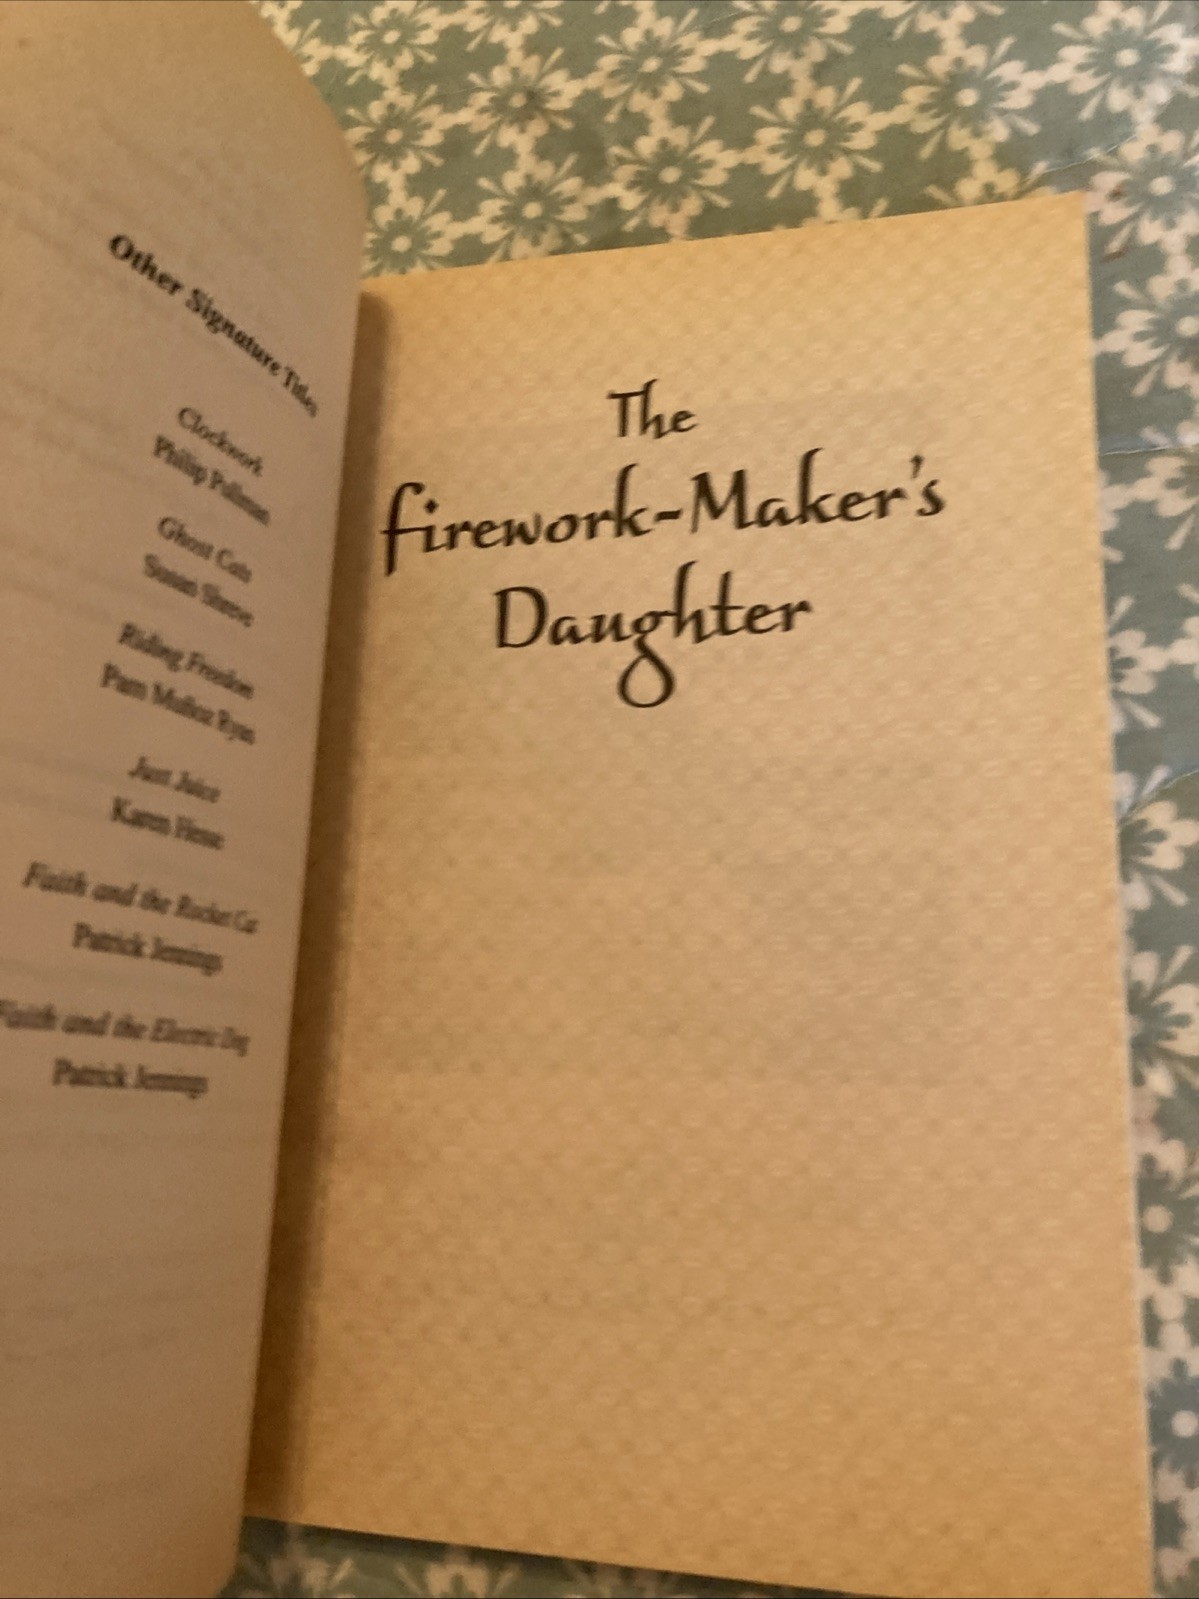 Other Signature Titles
Clockwork
Philip Pullman
Ghost Cats
Susan Shreve
Riding Freedom
Pam Muñoz Ryan
Just Juice
Karen Hesse
Faith and the Rocket Cat
Patrick Jennings
Faith and the Electric Dog
Patrick Jennings
The
firework-Maker's
Daughter